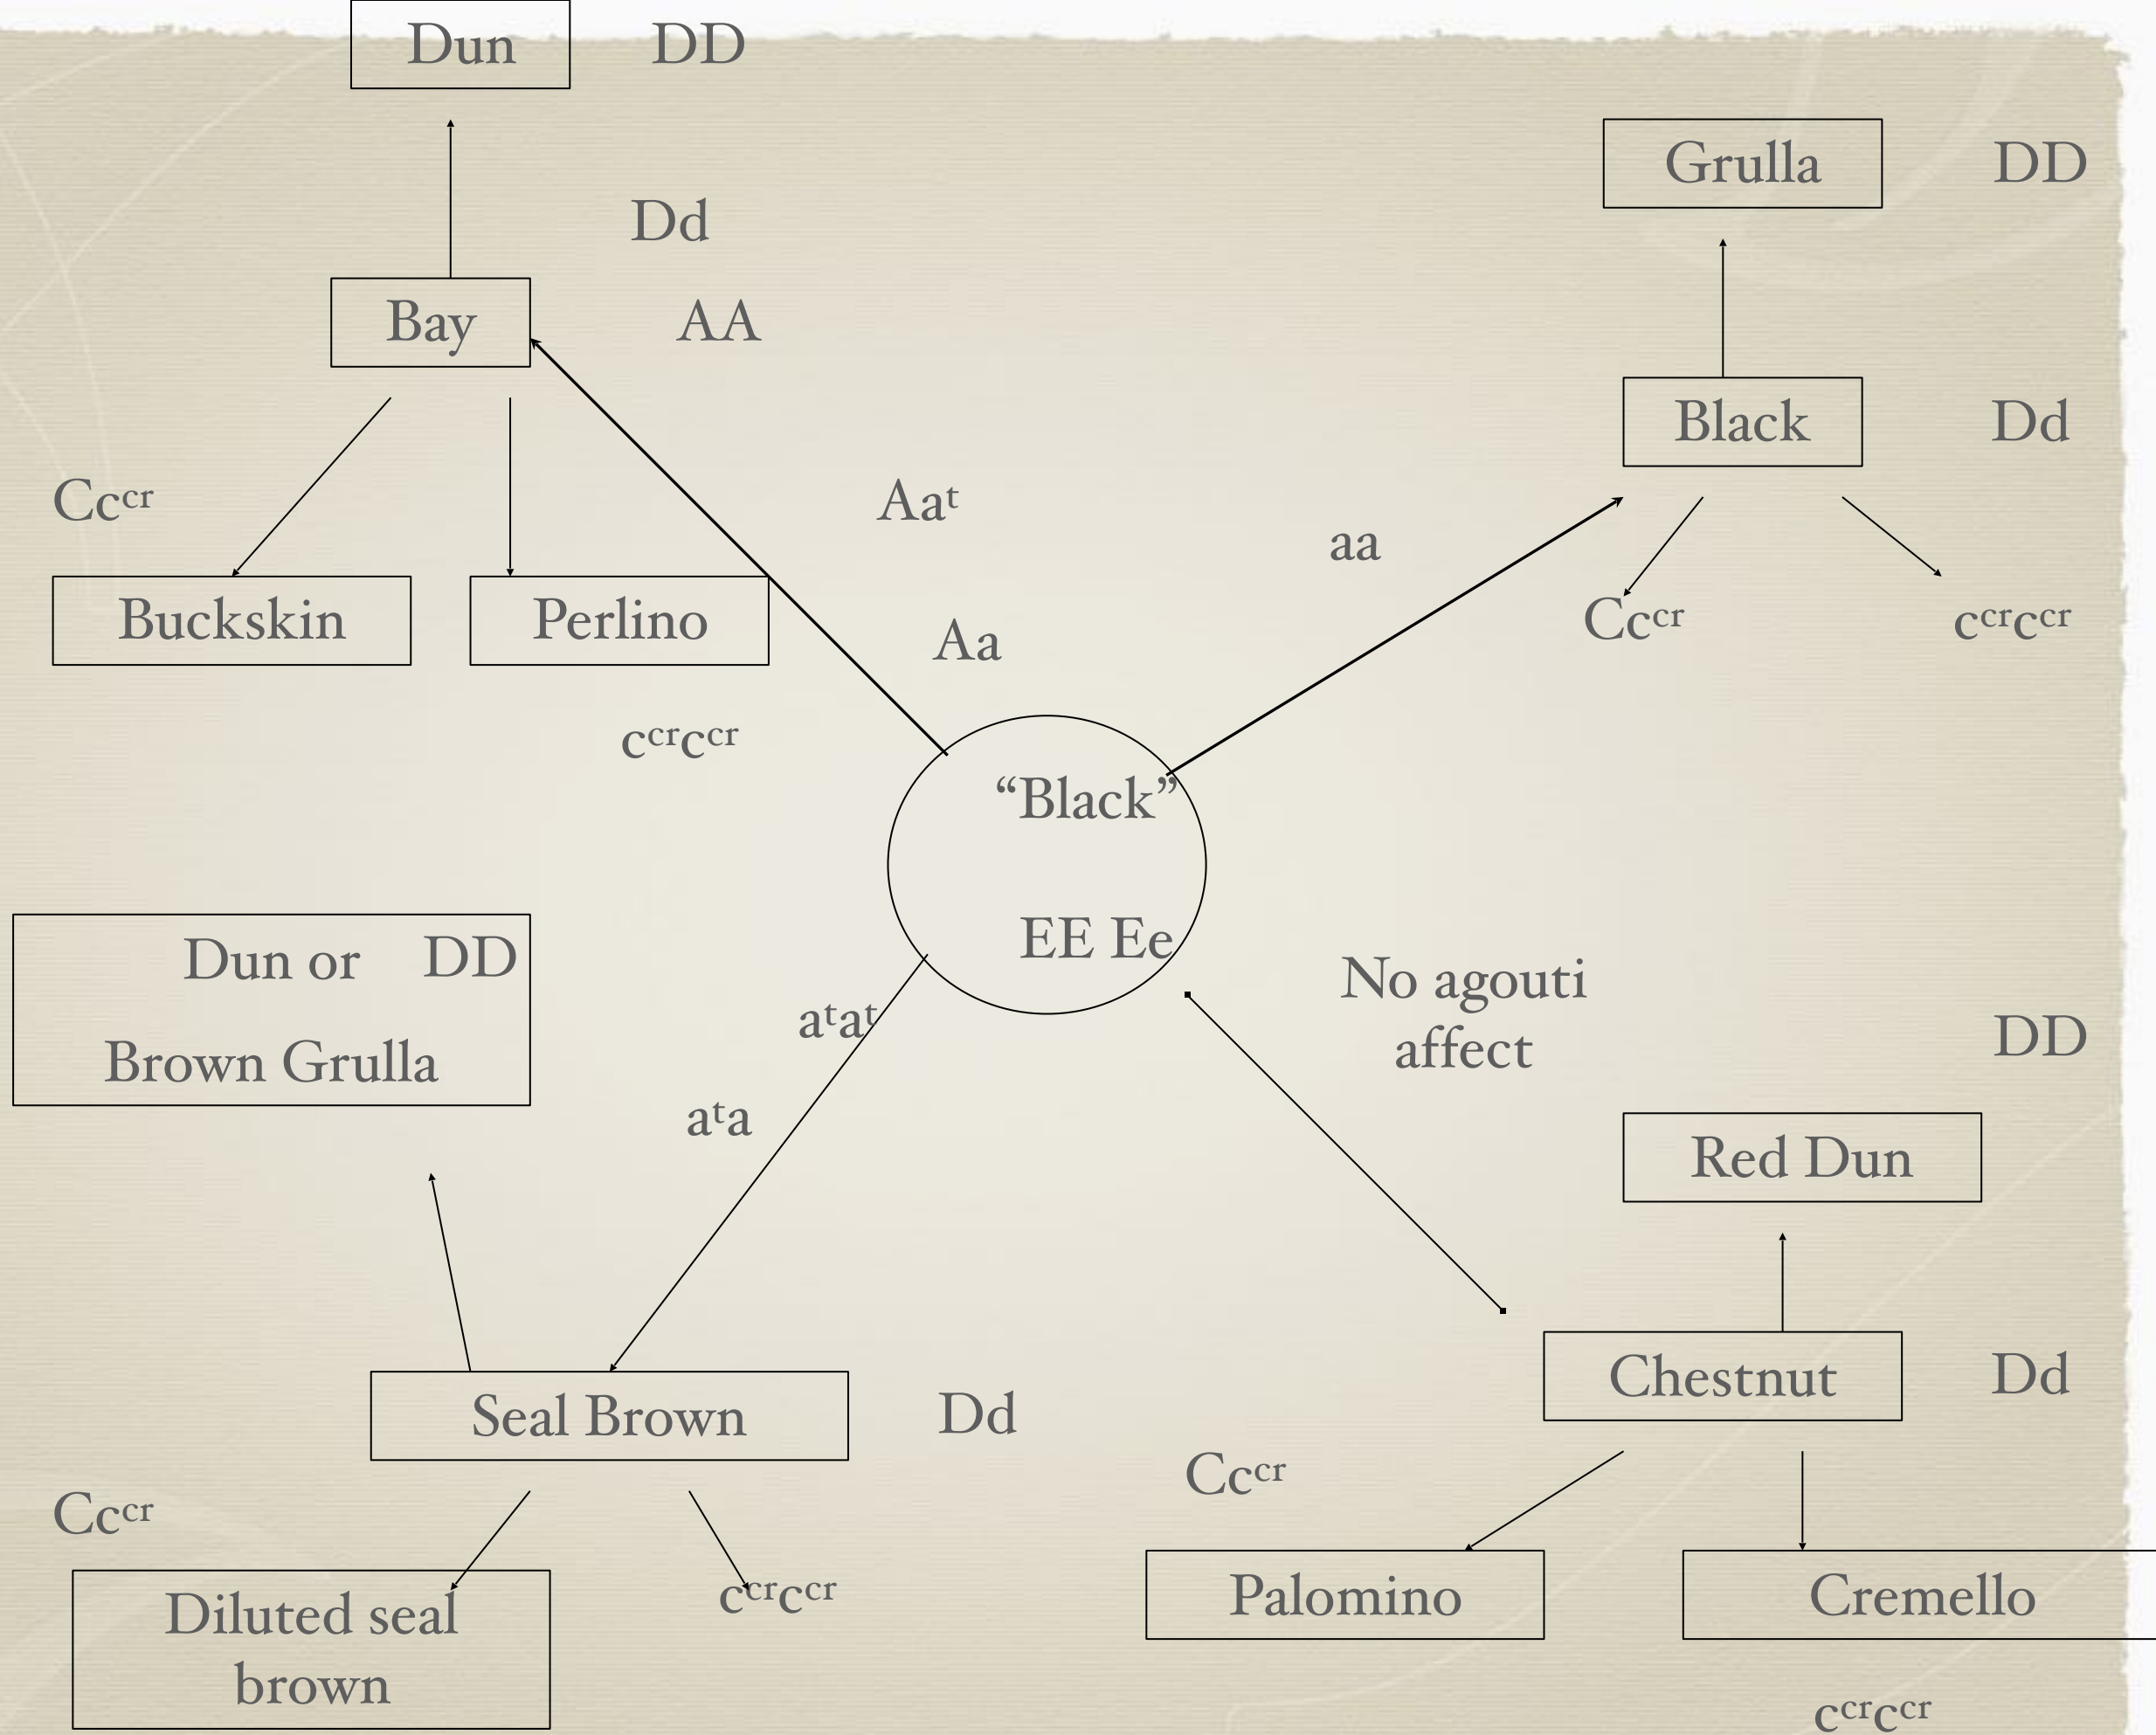 Dun
DD
Grulla
DD
Dd
Bay
AA
Black
Dd
Ccᶜʳ
Aaᵗ
aa
Buckskin
Perlino
Aa
Ccᶜʳ
cᶜʳcᶜʳ
cᶜʳcᶜʳ
“Black”
EE Ee
Dun or
DD
Brown Grulla
aᵗaᵗ
aᵗa
No agouti
affect
DD
Red Dun
Seal Brown
Dd
Chestnut
Dd
Ccᶜʳ
Ccᶜʳ
Diluted seal
brown
cᶜʳcᶜʳ
Palomino
Cremello
cᶜʳcᶜʳ